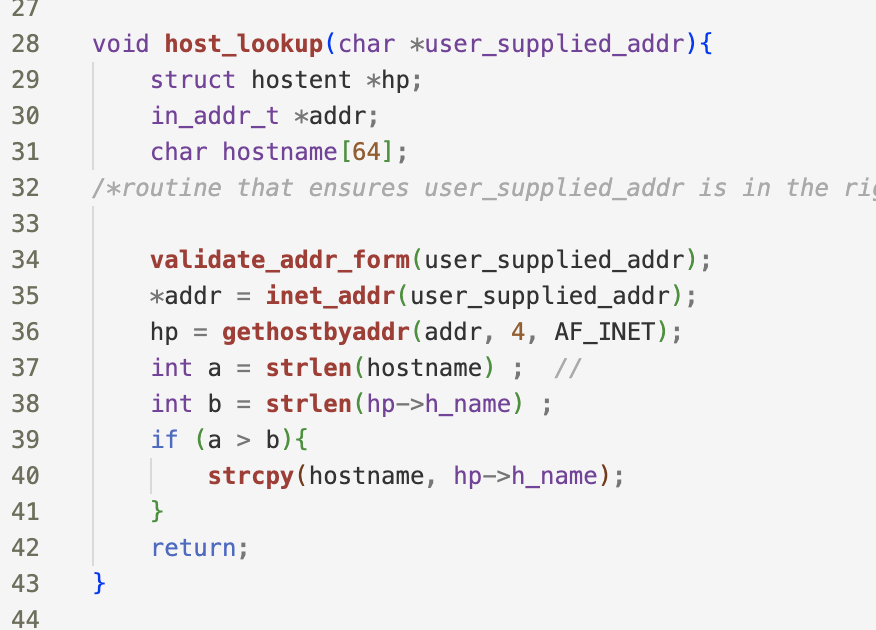 27
28 void host_lookup(char *user_supplied_addr){
29 struct hostent *hp;
30 in_addr_t *addr;
31 char hostname[64];
32 /*routine that ensures user_supplied_addr is in the
33
34 validate_addr_form(user_supplied_addr);
35 *addr = inet_addr(user_supplied_addr);
36 hp = gethostbyaddr(addr, 4, AF_INET);
37 int a = strlen(hostname) ;  //
38 int b = strlen(hp->h_name) ;
39 if (a > b){
40 strcpy(hostname, hp->h_name);
41 }
42 return;
43 }
44